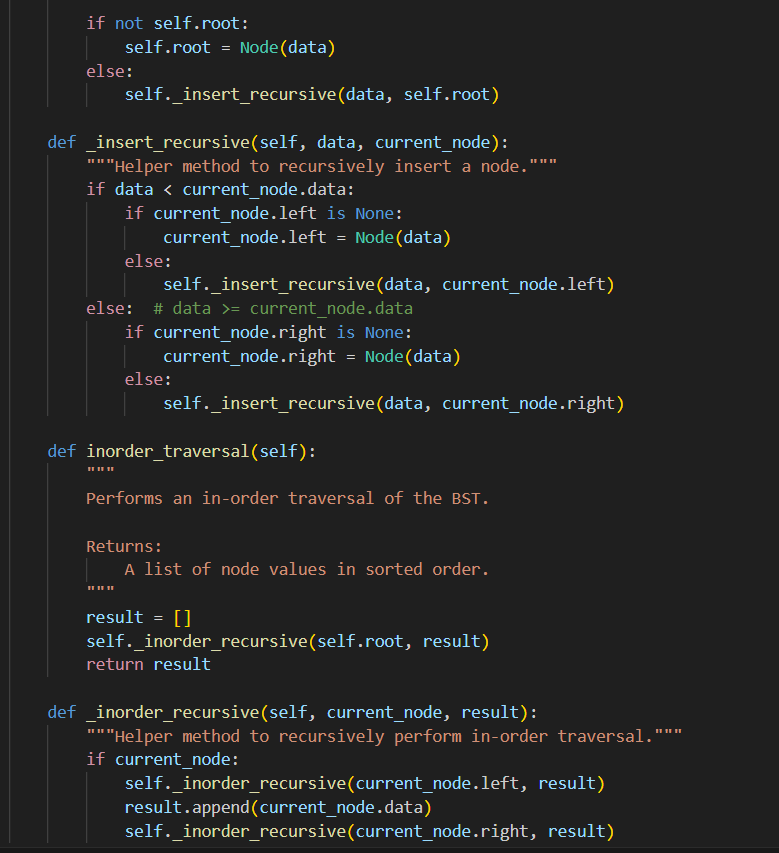 if not self.root:
    self.root = Node(data)
else:
    self._insert_recursive(data, self.root)

def _insert_recursive(self, data, current_node):
    """Helper method to recursively insert a node."""
    if data < current_node.data:
        if current_node.left is None:
            current_node.left = Node(data)
        else:
            self._insert_recursive(data, current_node.left)
    else:  # data >= current_node.data
        if current_node.right is None:
            current_node.right = Node(data)
        else:
            self._insert_recursive(data, current_node.right)

def inorder_traversal(self):
    """
    Performs an in-order traversal of the BST.

    Returns:
        A list of node values in sorted order.
    """
    result = []
    self._inorder_recursive(self.root, result)
    return result

def _inorder_recursive(self, current_node, result):
    """Helper method to recursively perform in-order traversal."""
    if current_node:
        self._inorder_recursive(current_node.left, result)
        result.append(current_node.data)
        self._inorder_recursive(current_node.right, result)